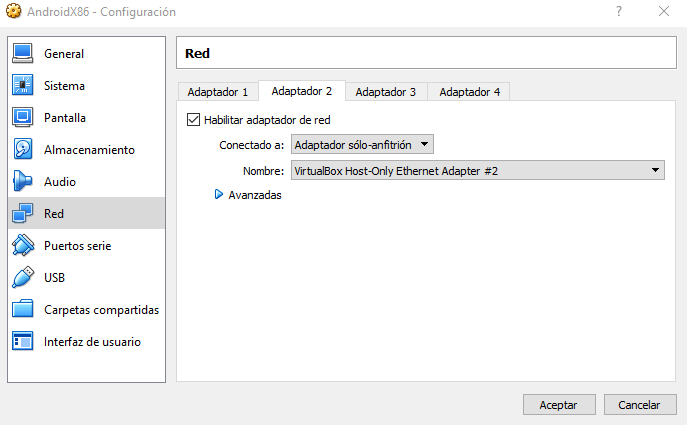 AndroidX86 - Configuración
General
Sistema
Pantalla
Almacenamiento
Audio
Red
Puertos serie
USB
Carpetas compartidas
Interfaz de usuario
Red
Adaptador 1 Adaptador 2 Adaptador 3 Adaptador 4
Habilitar adaptador de red
Conectado a: Adaptador sólo-anfitrión
Nombre: VirtualBox Host-Only Ethernet Adapter #2
Avanzadas
Aceptar Cancelar